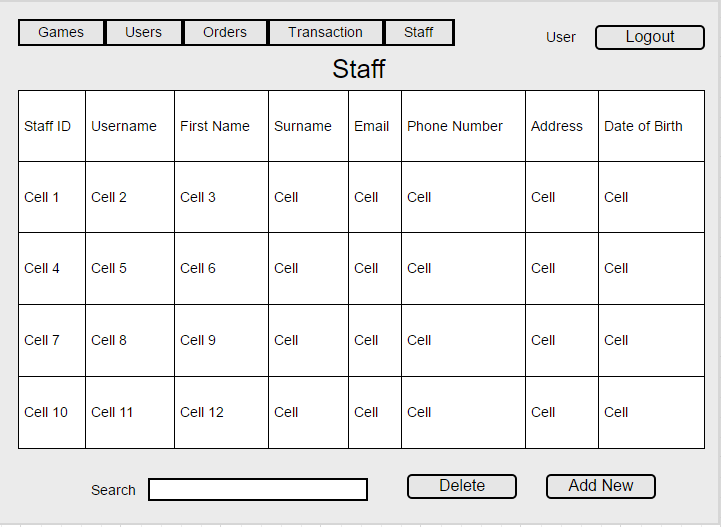 Games Users Orders Transaction Staff User Logout
Staff
Staff ID Username First Name Surname Email Phone Number Address Date of Birth
Cell 1 Cell 2 Cell 3 Cell Cell Cell Cell Cell
Cell 4 Cell 5 Cell 6 Cell Cell Cell Cell Cell
Cell 7 Cell 8 Cell 9 Cell Cell Cell Cell Cell
Cell 10 Cell 11 Cell 12 Cell Cell Cell Cell Cell
Search Delete Add New